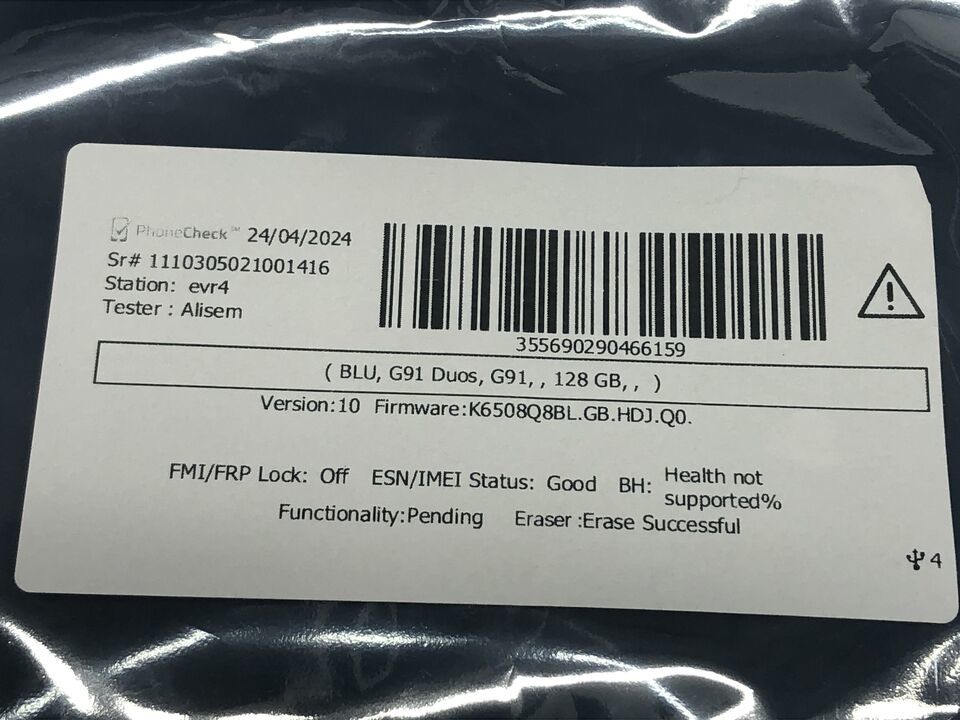 PhoneCheck™ 24/04/2024
Sr# 1110305021001416
Station: evr4
Tester : Alisem
355690290466159
( BLU, G91 Duos, G91, , 128 GB, , )
Version:10 Firmware:K6508Q8BL.GB.HDJ.Q0.
FMI/FRP Lock: Off ESN/IMEI Status: Good BH: Health not supported%
Functionality:Pending Eraser :Erase Successful
4